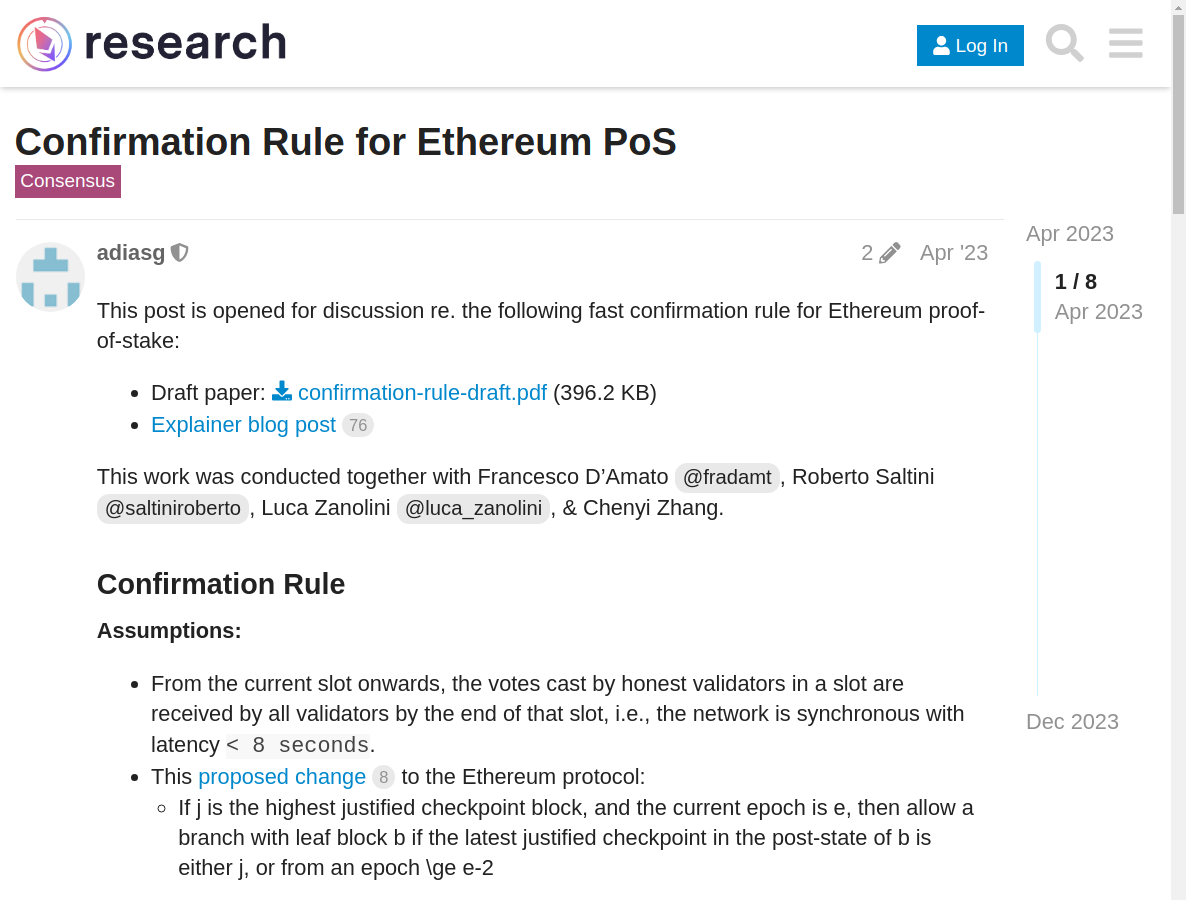 research
Log In
Confirmation Rule for Ethereum PoS
Consensus
Apr 2023
adiasg
2
Apr '23
1 / 8
Apr 2023
This post is opened for discussion re. the following fast confirmation rule for Ethereum proof-
of-stake:
Draft paper: confirmation-rule-draft.pdf (396.2 KB)
Explainer blog post 76
This work was conducted together with Francesco D’Amato @fradamt, Roberto Saltini
@saltiniroberto, Luca Zanolini @luca_zanolini, & Chenyi Zhang.
Confirmation Rule
Assumptions:
From the current slot onwards, the votes cast by honest validators in a slot are
received by all validators by the end of that slot, i.e., the network is synchronous with
latency < 8 seconds.
Dec 2023
This proposed change 8 to the Ethereum protocol:
If j is the highest justified checkpoint block, and the current epoch is e, then allow a
branch with leaf block b if the latest justified checkpoint in the post-state of b is
either j, or from an epoch \ge e-2